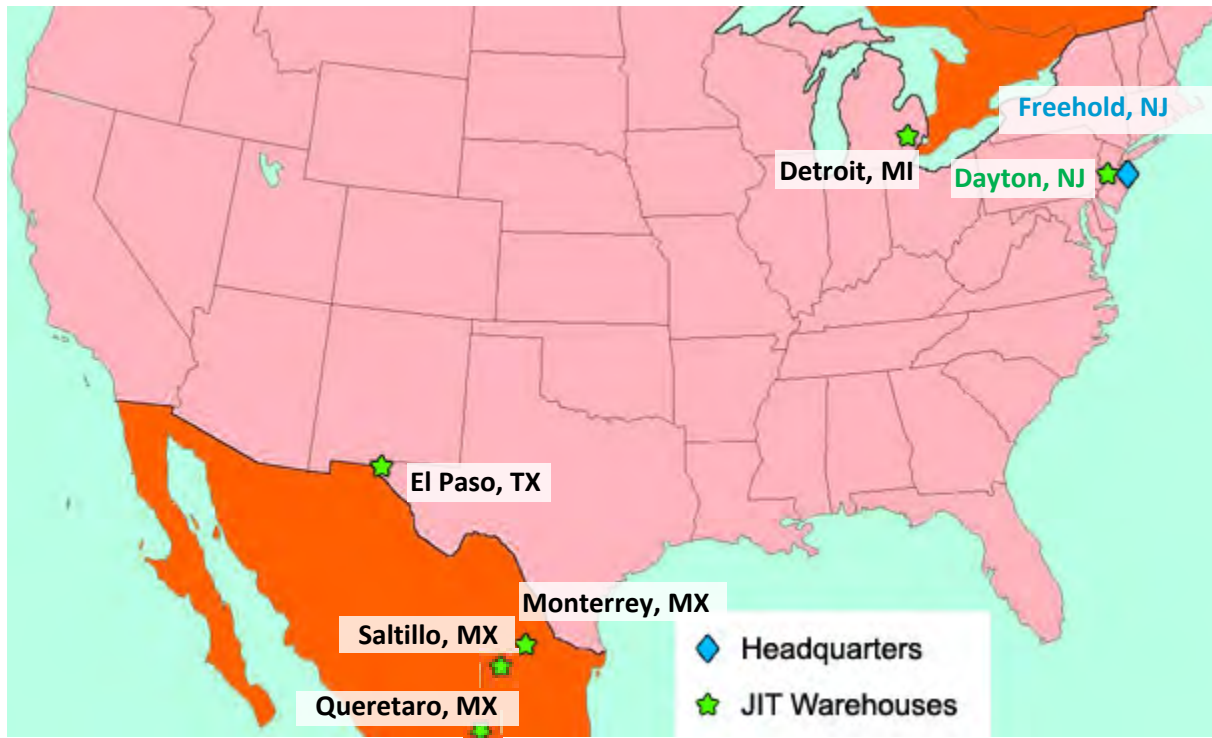 Freehold, NJ
Detroit, MI
Dayton, NJ
El Paso, TX
Monterrey, MX
Saltillo, MX
Queretaro, MX
Headquarters
JIT Warehouses